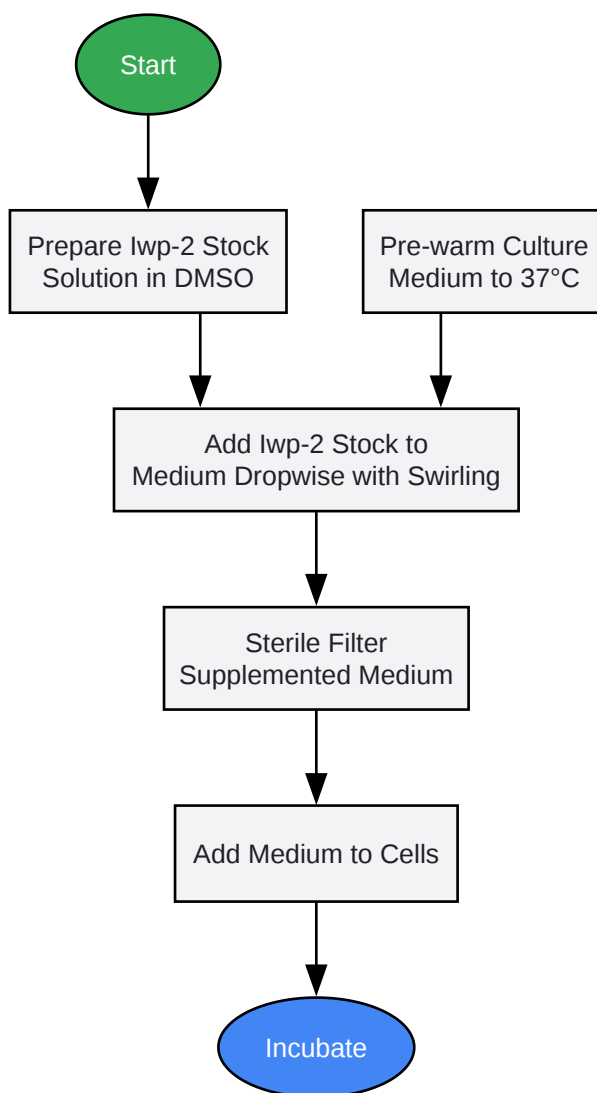 Start
Prepare Iwp-2 Stock
Solution in DMSO
Pre-warm Culture
Medium to 37°C
Add Iwp-2 Stock to
Medium Dropwise with Swirling
Sterile Filter
Supplemented Medium
Add Medium to Cells
Incubate